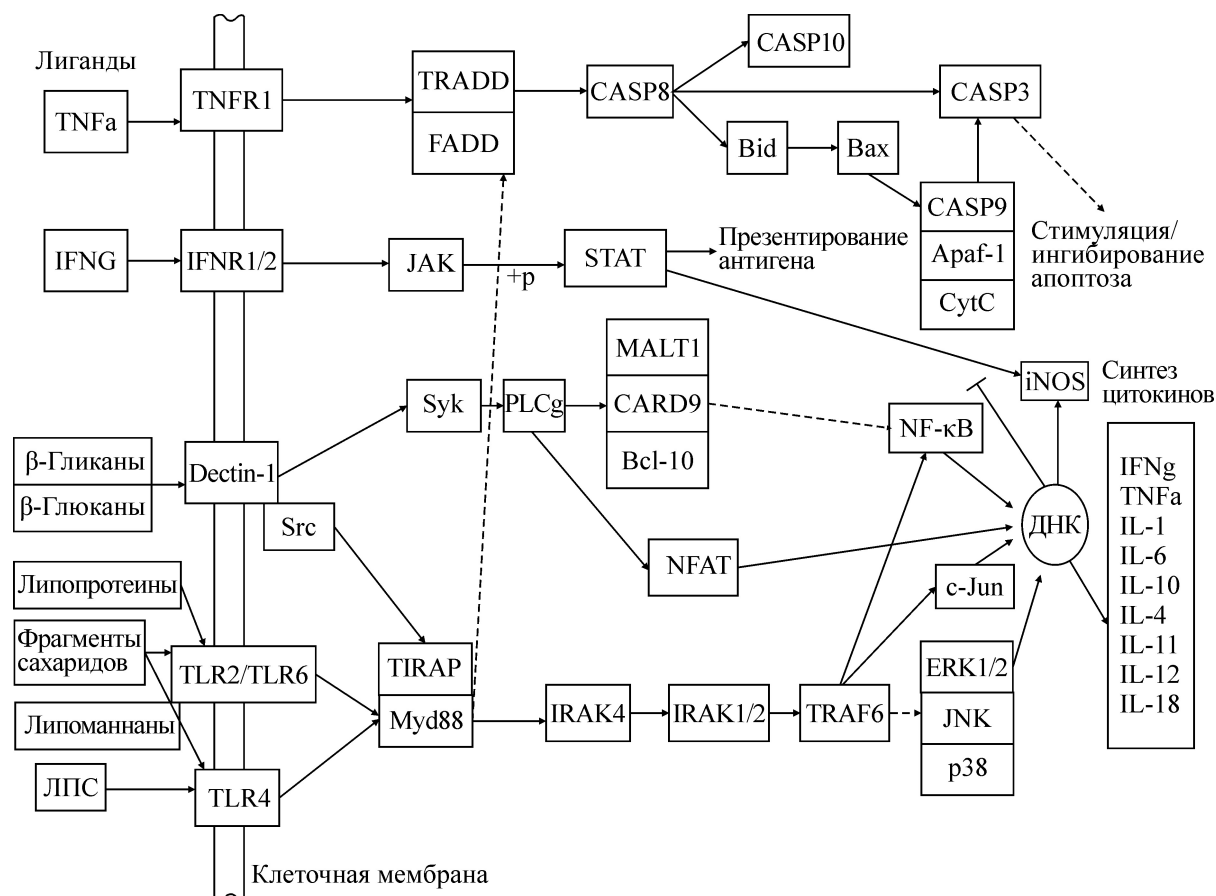 Лиганды
TNFa
TNFR1
TRADD
FADD
CASP8
CASP10
CASP3
Bid
Bax
CASP9
Apaf-1
CytC
Стимуляция/
ингибирование
апоптоза
IFNG
IFNR1/2
JAK
+p
STAT
Презентирование
антигена
MALT1
CARD9
Bcl-10
Syk
PLCg
NF-κB
iNOS
Синтез
цитокинов
β-Гликаны
β-Глюканы
Dectin-1
Src
NFAT
ДНК
c-Jun
IFNg
TNFa
IL-1
IL-6
IL-10
IL-4
IL-11
IL-12
IL-18
Липопротеины
Фрагменты
сахаридов
Липоманнаны
ЛПС
TLR2/TLR6
TLR4
TIRAP
Myd88
IRAK4
IRAK1/2
TRAF6
ERK1/2
JNK
p38
Клеточная мембрана